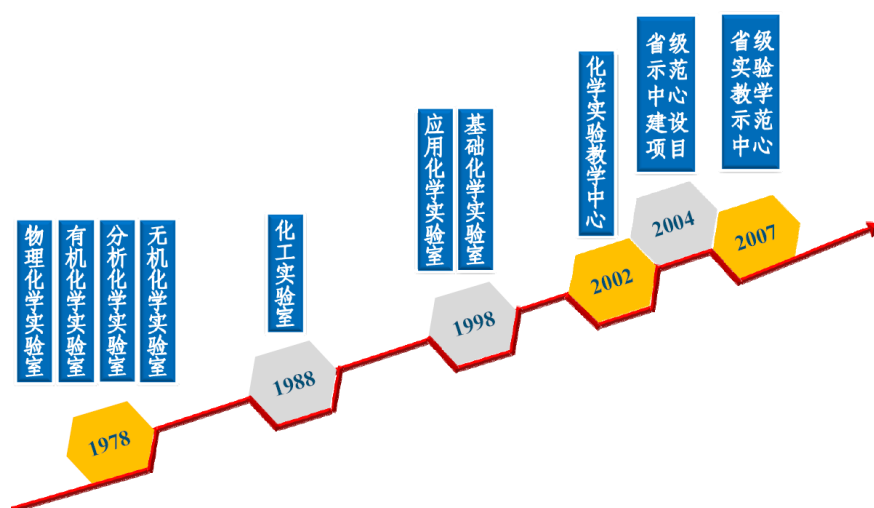 物理化学实验室
有机化学实验室
分析化学实验室
无机化学实验室
1978
化工实验室
1988
应用化学实验室
基础化学实验室
1998
化学实验教学中心
2002
省级
示范
中心
建设
项目
2004
省级
实验
教学
示范
中心
2007